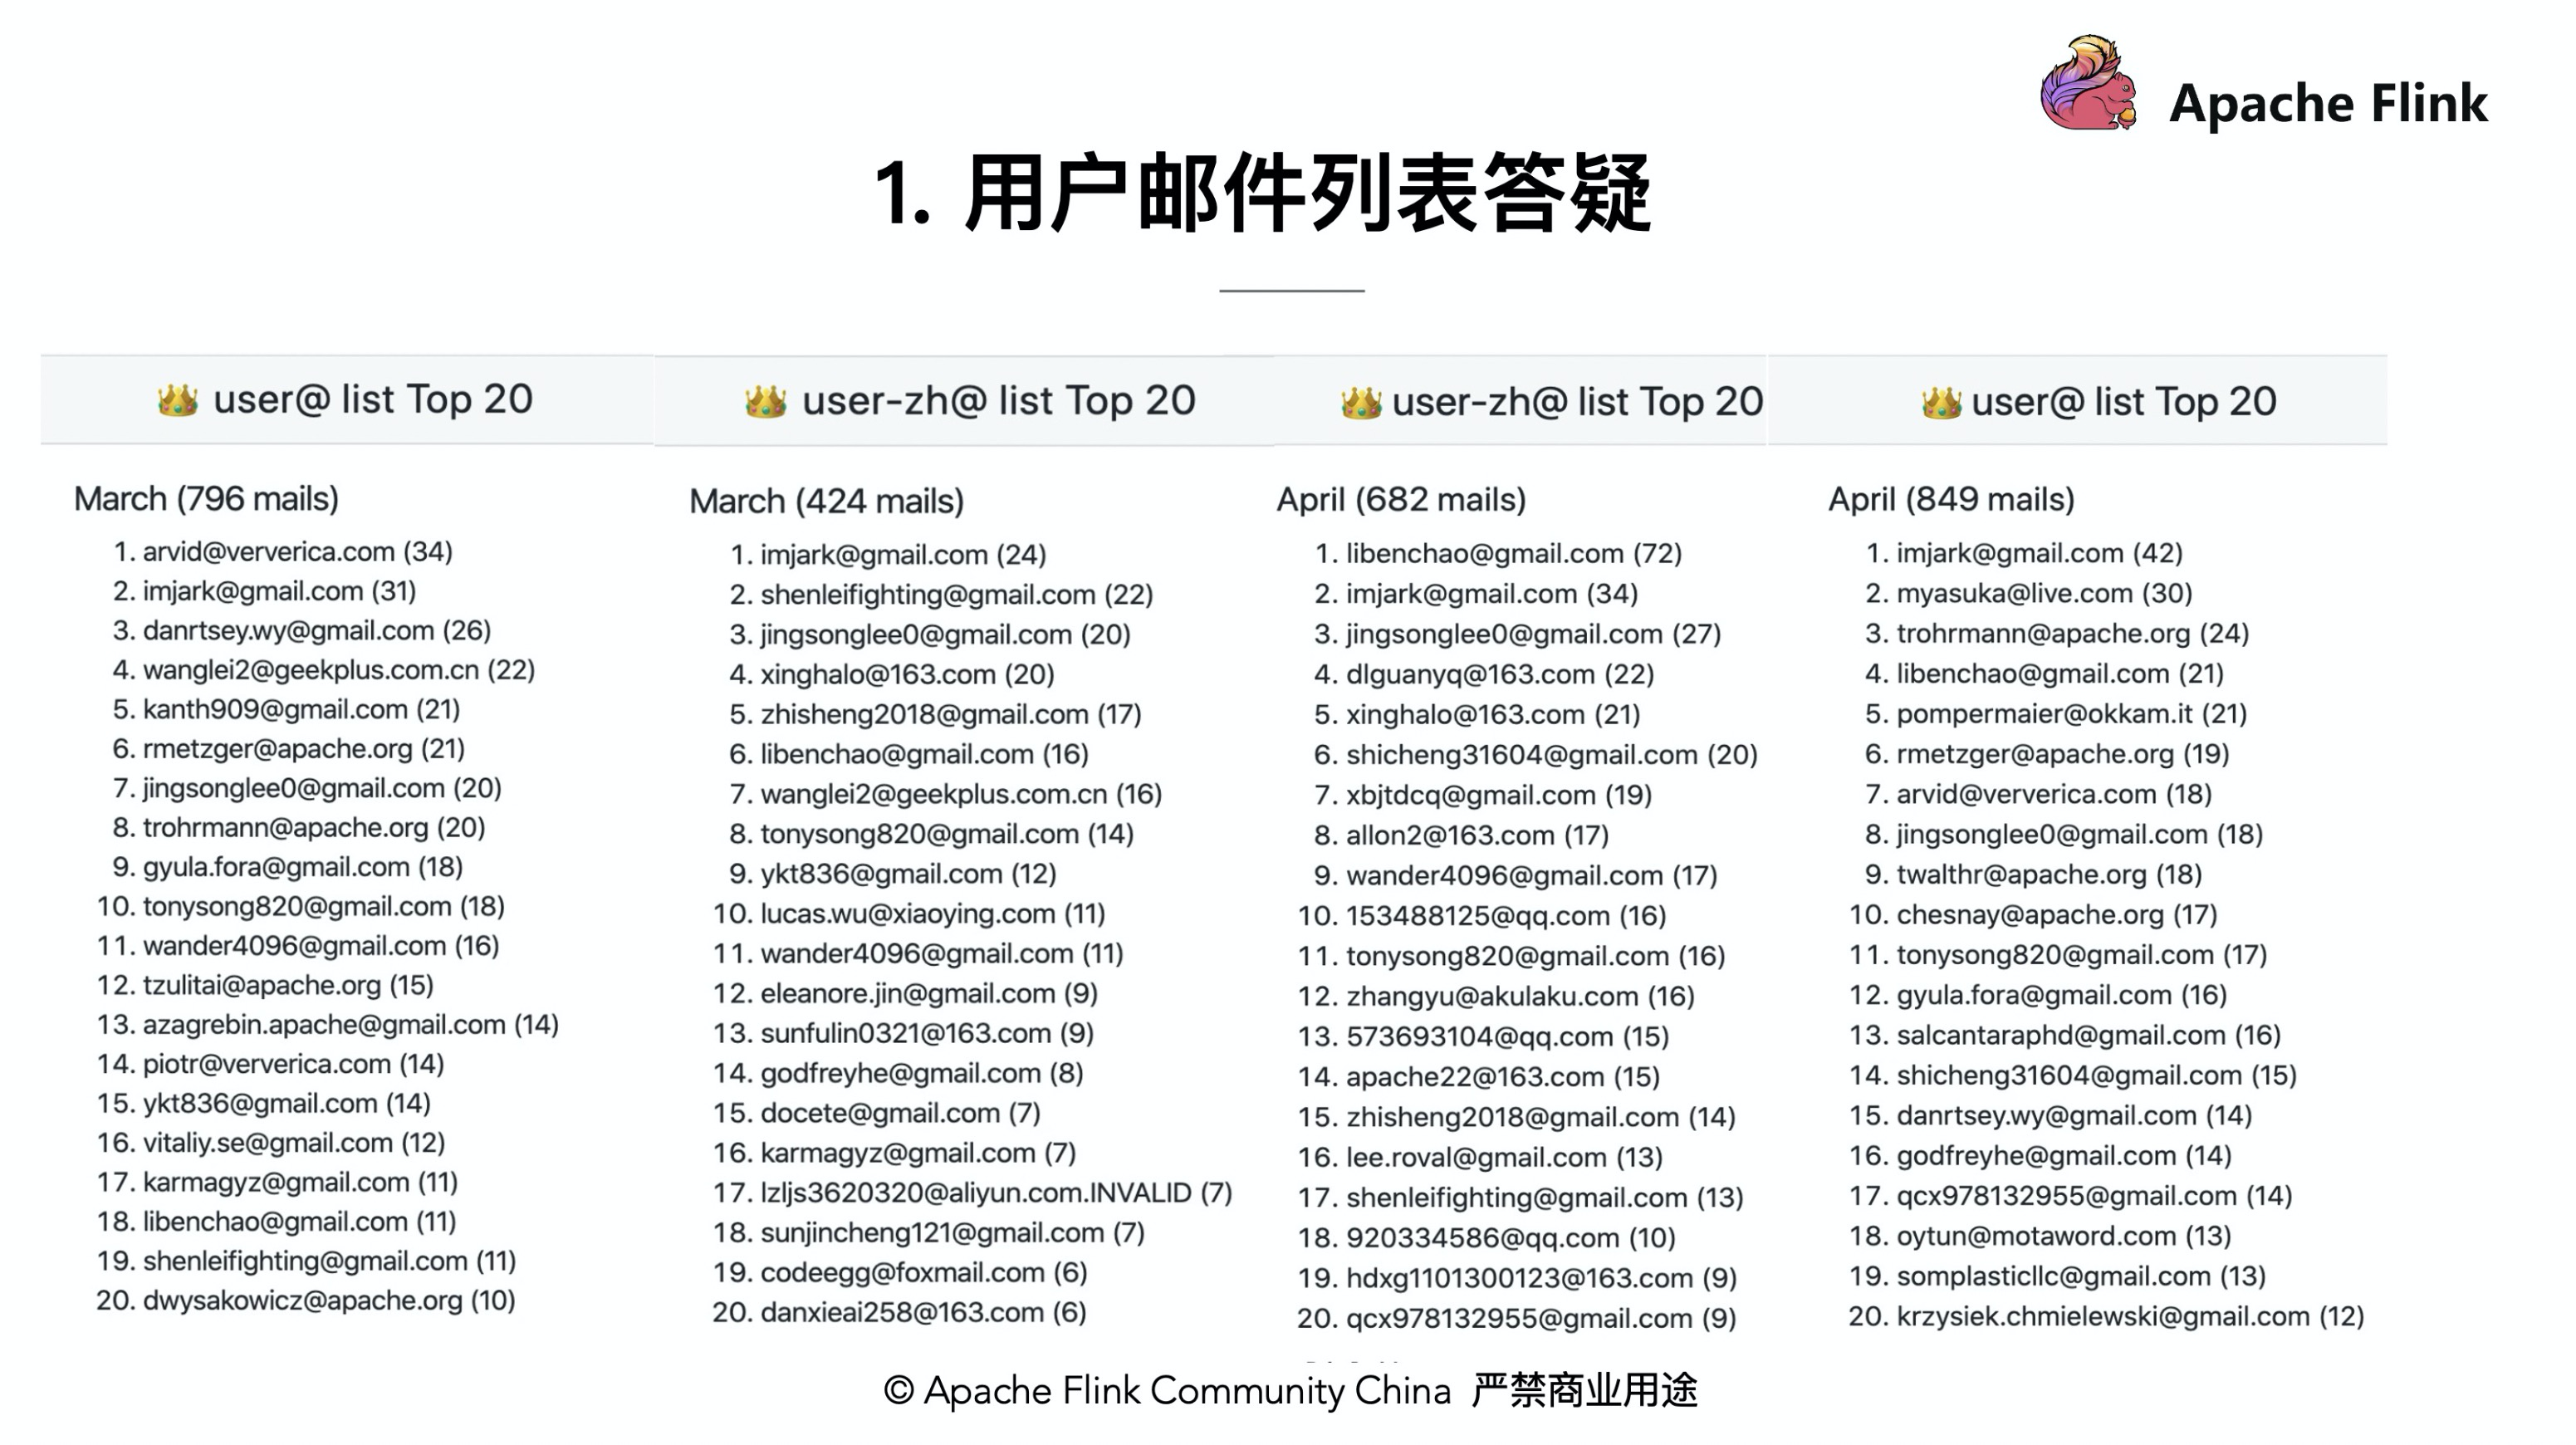 Apache Flink
1. 用户邮件列表答疑
user@ list Top 20
March (796 mails)
1. arvid@ververica.com (34)
2. imjark@gmail.com (31)
3. danrtsey.wy@gmail.com (26)
4. wanglei2@geekplus.com.cn (22)
5. kanth909@gmail.com (21)
6. rmetzger@apache.org (21)
7. jingsonglee0@gmail.com (20)
8. trohrmann@apache.org (20)
9. gyula.fora@gmail.com (18)
10. tonysong820@gmail.com (18)
11. wander4096@gmail.com (16)
12. tzulitai@apache.org (15)
13. azagrebin.apache@gmail.com (14)
14. piotr@ververica.com (14)
15. ykt836@gmail.com (14)
16. vitaliy.se@gmail.com (12)
17. karmagyz@gmail.com (11)
18. libenchao@gmail.com (11)
19. shenleifighting@gmail.com (11)
20. dwysakowicz@apache.org (10)
user-zh@ list Top 20
March (424 mails)
1. imjark@gmail.com (24)
2. shenleifighting@gmail.com (22)
3. jingsonglee0@gmail.com (20)
4. xinghalo@163.com (20)
5. zhisheng2018@gmail.com (17)
6. libenchao@gmail.com (16)
7. wanglei2@geekplus.com.cn (16)
8. tonysong820@gmail.com (14)
9. ykt836@gmail.com (12)
10. lucas.wu@xiaoying.com (11)
11. wander4096@gmail.com (11)
12. eleanore.jin@gmail.com (9)
13. sunfulin0321@163.com (9)
14. godfreyhe@gmail.com (8)
15. docete@gmail.com (7)
16. karmagyz@gmail.com (7)
17. lzljs3620320@aliyun.com.INVALID (7)
18. sunjincheng121@gmail.com (7)
19. codeegg@foxmail.com (6)
20. danxieai258@163.com (6)
user-zh@ list Top 20
April (682 mails)
1. libenchao@gmail.com (72)
2. imjark@gmail.com (34)
3. jingsonglee0@gmail.com (27)
4. dlguanyq@163.com (22)
5. xinghalo@163.com (21)
6. shicheng31604@gmail.com (20)
7. xbjtdcq@gmail.com (19)
8. allon2@163.com (17)
9. wander4096@gmail.com (17)
10. 153488125@qq.com (16)
11. tonysong820@gmail.com (16)
12. zhangyu@akulaku.com (16)
13. 573693104@qq.com (15)
14. apache22@163.com (15)
15. zhisheng2018@gmail.com (14)
16. lee.roval@gmail.com (13)
17. shenleifighting@gmail.com (13)
18. 920334586@qq.com (10)
19. hdxg1101300123@163.com (9)
20. qcx978132955@gmail.com (9)
user@ list Top 20
April (849 mails)
1. imjark@gmail.com (42)
2. myasuka@live.com (30)
3. trohrmann@apache.org (24)
4. libenchao@gmail.com (21)
5. pompermaier@okkam.it (21)
6. rmetzger@apache.org (19)
7. arvid@ververica.com (18)
8. jingsonglee0@gmail.com (18)
9. twalthr@apache.org (18)
10. chesnay@apache.org (17)
11. tonysong820@gmail.com (17)
12. gyula.fora@gmail.com (16)
13. salcantaraphd@gmail.com (16)
14. shicheng31604@gmail.com (15)
15. danrtsey.wy@gmail.com (14)
16. godfreyhe@gmail.com (14)
17. qcx978132955@gmail.com (14)
18. oytun@motaword.com (13)
19. somplasticllc@gmail.com (13)
20. krzysiek.chmielewski@gmail.com (12)
© Apache Flink Community China 严禁商业用途